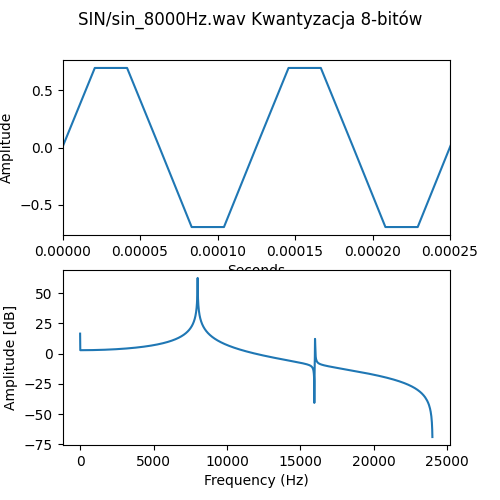 SIN/sin_8000Hz.wav Kwantyzacja 8-bitów
Amplitude
0.5
0.0
−0.5
0.00000 0.00005 0.00010 0.00015 0.00020 0.00025
Seconds
Amplitude [dB]
50
25
0
−25
−50
−75
0 5000 10000 15000 20000 25000
Frequency (Hz)